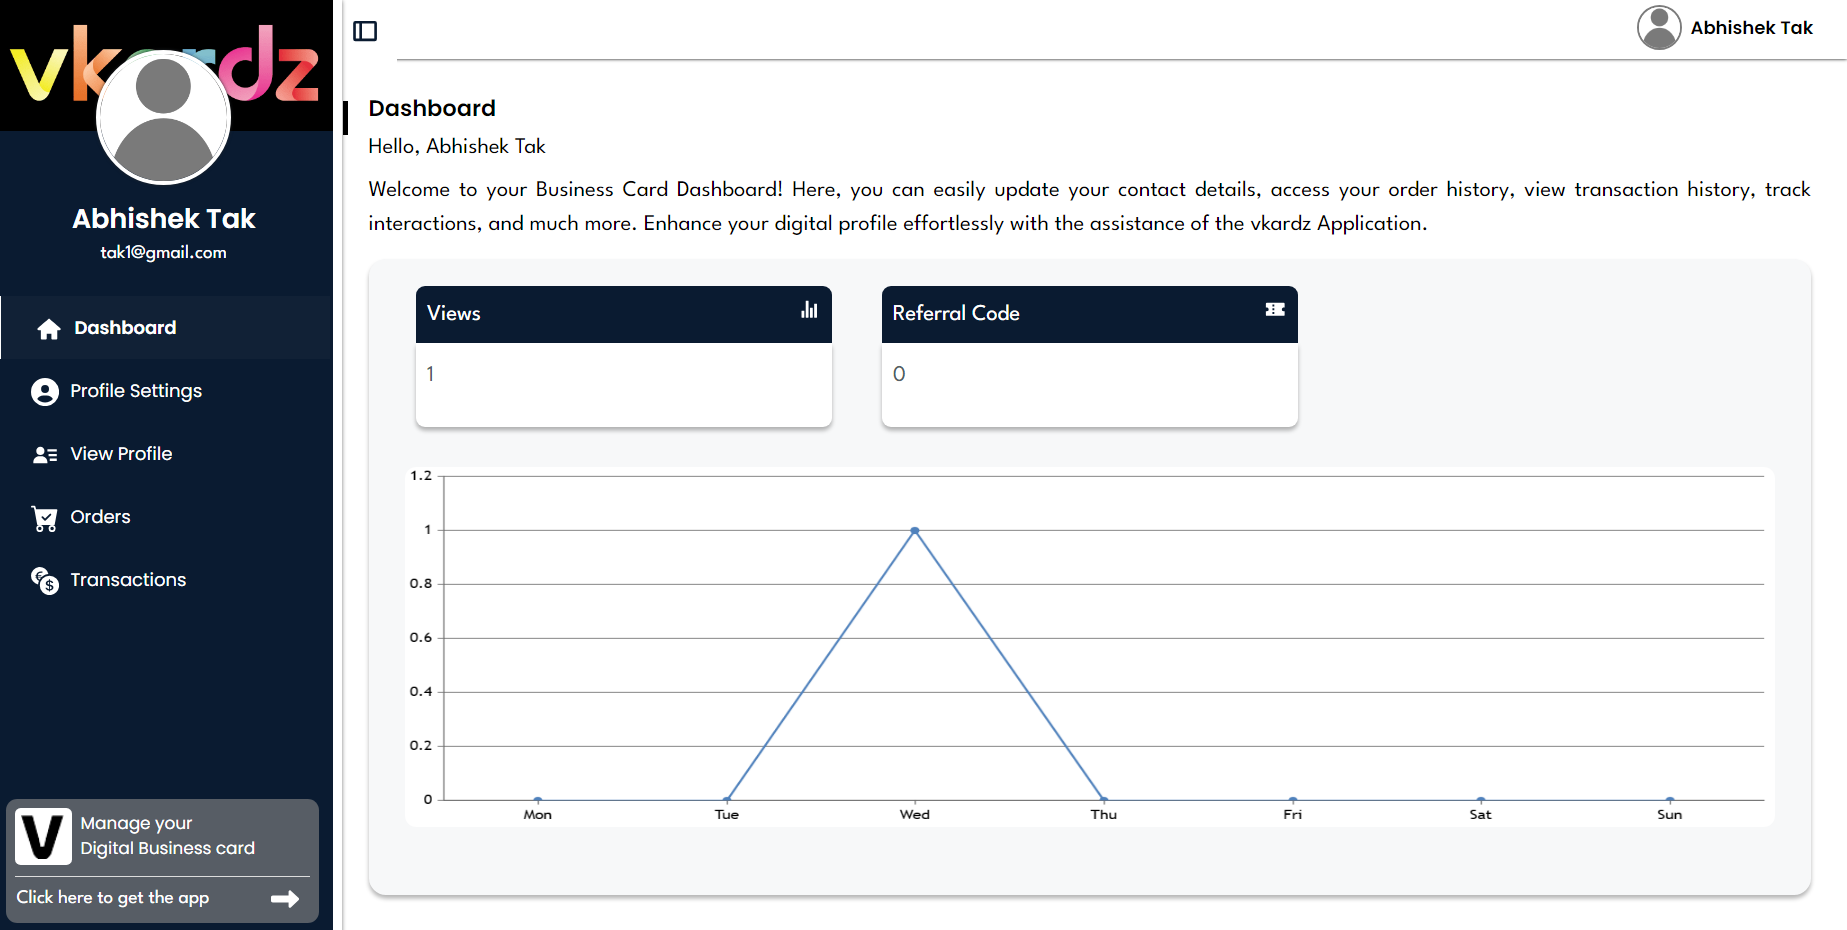 vkardz
Abhishek Tak
tak1@gmail.com
Dashboard
Profile Settings
View Profile
Orders
Transactions
V
Manage your
Digital Business card
Click here to get the app
Abhishek Tak
Dashboard
Hello, Abhishek Tak
Welcome to your Business Card Dashboard! Here, you can easily update your contact details, access your order history, view transaction history, track
interactions, and much more. Enhance your digital profile effortlessly with the assistance of the vkardz Application.
Views
1
Referral Code
0
1.2
1
0.8
0.6
0.4
0.2
0
Mon Tue Wed Thu Fri Sat Sun